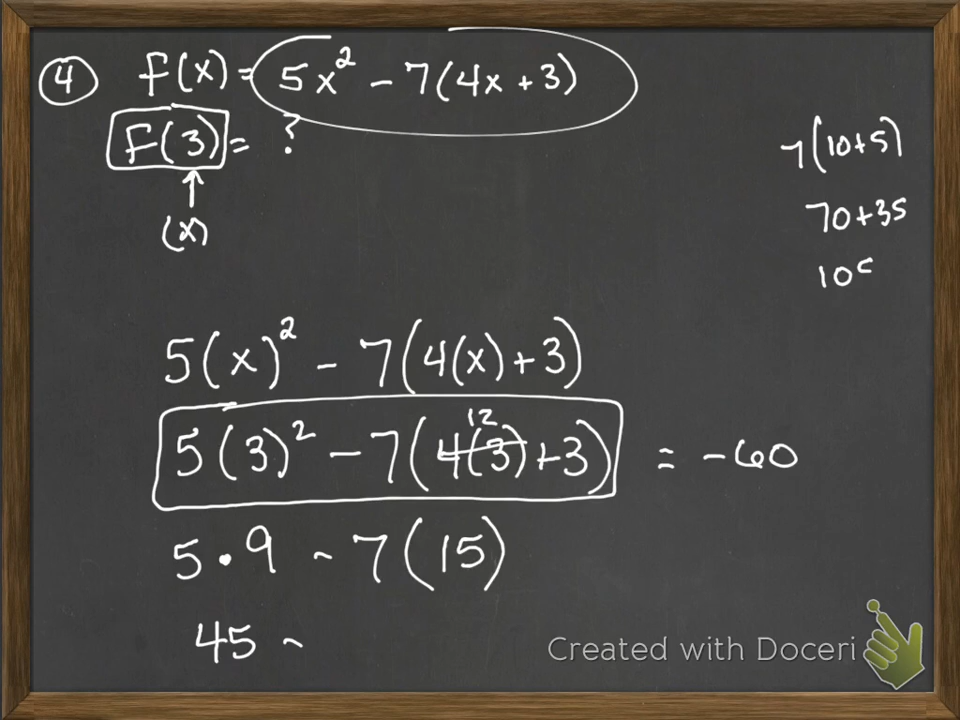 ④ f(x) = 5x² - 7(4x + 3)
f(3) = ?
(x)
7(10+5)
70+35
105
5(x)² - 7(4(x) + 3)
12
5(3)² - 7(4(3) + 3) = -60
5 · 9 - 7(15)
45 -
Created with Doceri